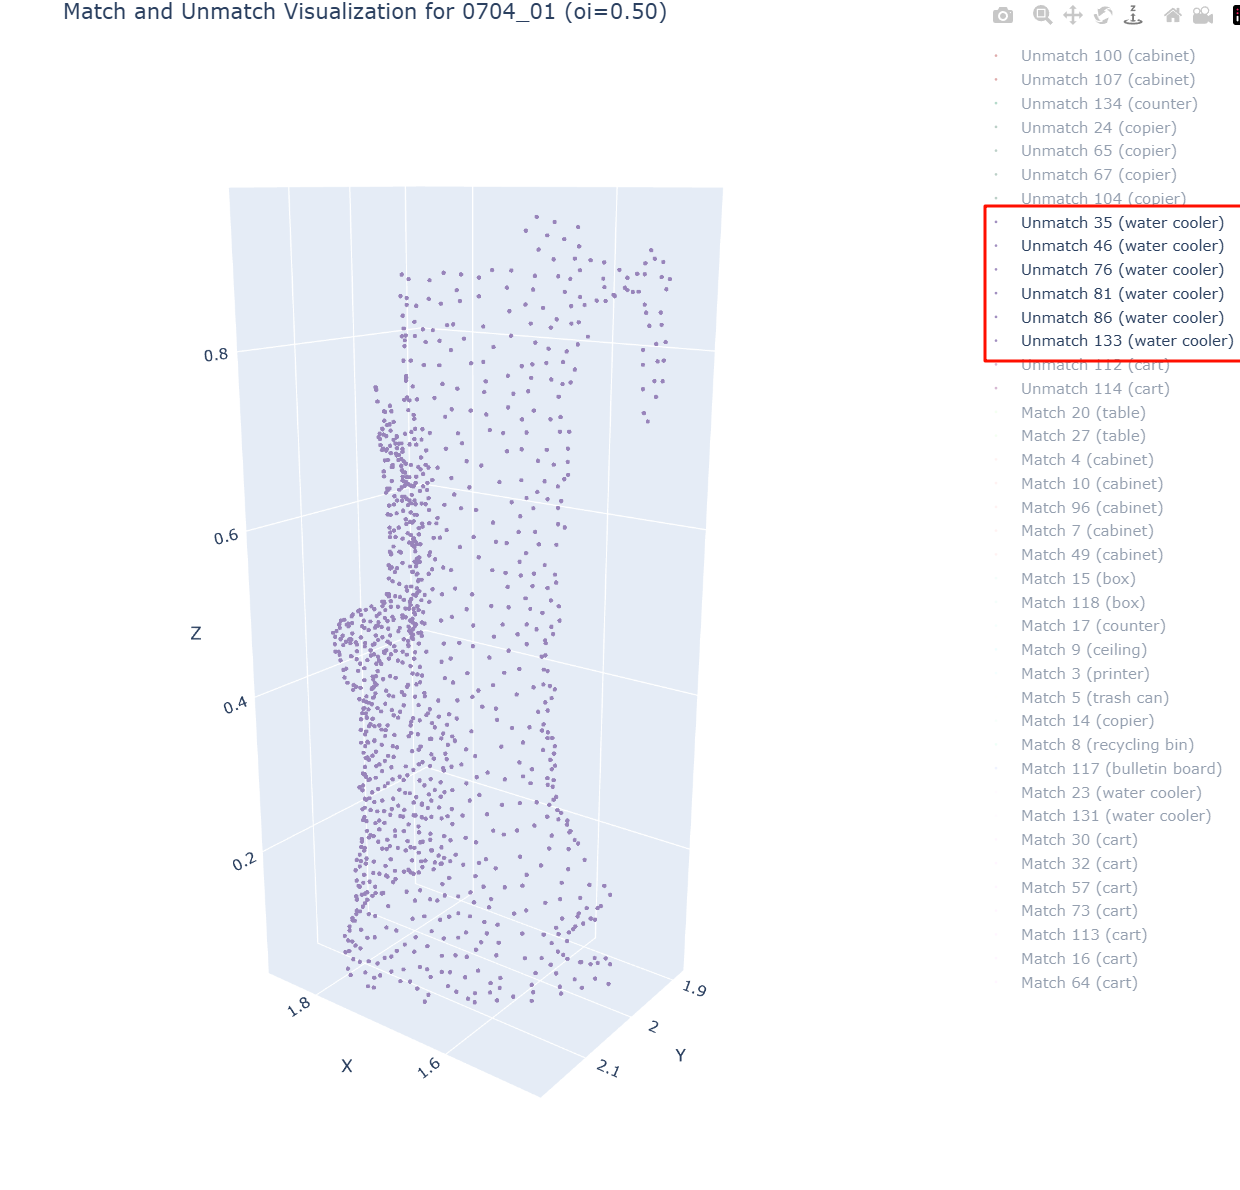 Match and Unmatch Visualization for 0704_01 (oi=0.50)
Z
Unmatch 100 (cabinet)
Unmatch 107 (cabinet)
Unmatch 134 (counter)
Unmatch 24 (copier)
Unmatch 65 (copier)
Unmatch 67 (copier)
Unmatch 104 (copier)
Unmatch 35 (water cooler)
Unmatch 46 (water cooler)
Unmatch 76 (water cooler)
Unmatch 81 (water cooler)
Unmatch 86 (water cooler)
Unmatch 133 (water cooler)
Unmatch 112 (cart)
Unmatch 114 (cart)
Match 20 (table)
Match 27 (table)
Match 4 (cabinet)
Match 10 (cabinet)
Match 96 (cabinet)
Match 7 (cabinet)
Match 49 (cabinet)
Match 15 (box)
Match 118 (box)
Match 17 (counter)
Match 9 (ceiling)
Match 3 (printer)
Match 5 (trash can)
Match 14 (copier)
Match 8 (recycling bin)
Match 117 (bulletin board)
Match 23 (water cooler)
Match 131 (water cooler)
Match 30 (cart)
Match 32 (cart)
Match 57 (cart)
Match 73 (cart)
Match 113 (cart)
Match 16 (cart)
Match 64 (cart)
0.8
0.6
Z
0.4
0.2
1.8
X
1.6
1.9
2
Y
2.1